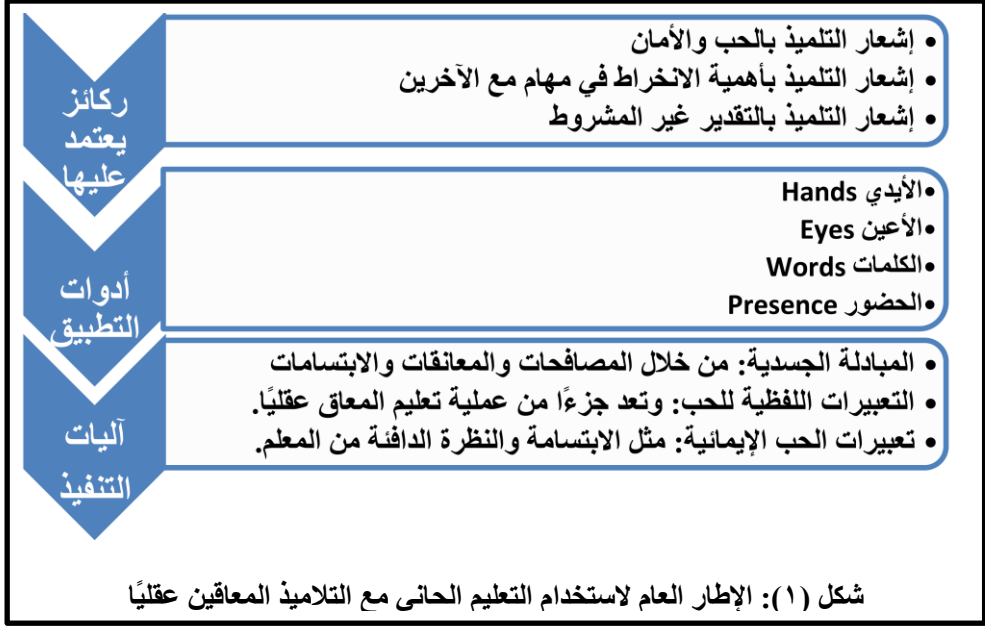 ركائز
يعتمد
عليها
• إشعار التلميذ بالحب والأمان
• إشعار التلميذ بأهمية الانخراط في مهام مع الآخرين
• إشعار التلميذ بالتقدير غير المشروط
أدوات
التطبيق
•الأيدي Hands
•الأعين Eyes
•الكلمات Words
•الحضور Presence
آليات
التنفيذ
• المبادلة الجسدية: من خلال المصافحات والمعانقات والابتسامات
• التعبيرات اللفظية للحب: وتعد جزءًا من عملية تعليم المعاق عقليًا.
• تعبيرات الحب الإيمائية: مثل الابتسامة والنظرة الدافئة من المعلم.
شكل (١): الإطار العام لاستخدام التعليم الحاني مع التلاميذ المعاقين عقليًا